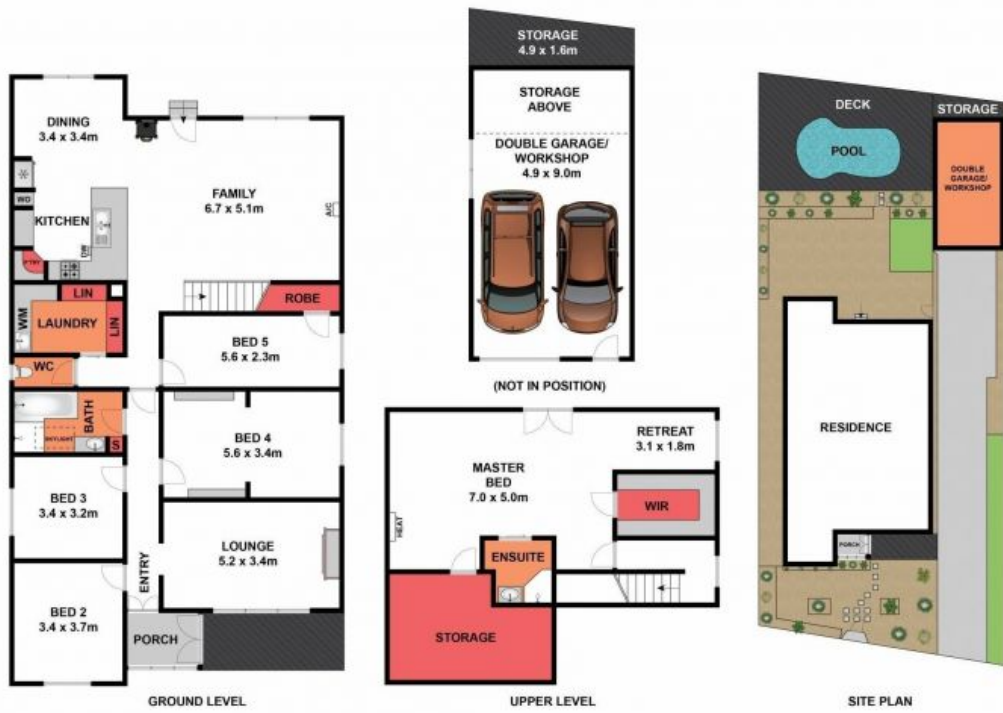 STORAGE
4.9 x 1.6m
STORAGE
ABOVE
DOUBLE GARAGE/
WORKSHOP
4.9 x 9.0m
(NOT IN POSITION)
DINING
3.4 x 3.4m
WO
KITCHEN
DW
P'TRY
FAMILY
6.7 x 5.1m
A/C
LIN
LAUNDRY
WM
LIN
ROBE
WC
BED 5
5.6 x 2.3m
BATH
SKYLIGHT
S
BED 4
5.6 x 3.4m
BED 3
3.4 x 3.2m
ENTRY
LOUNGE
5.2 x 3.4m
BED 2
3.4 x 3.7m
PORCH
GROUND LEVEL
RETREAT
3.1 x 1.8m
MASTER
BED
7.0 x 5.0m
WIR
HEAT
ENSUITE
STORAGE
UPPER LEVEL
DECK
STORAGE
POOL
DOUBLE
GARAGE/
WORKSHOP
RESIDENCE
PORCH
SITE PLAN